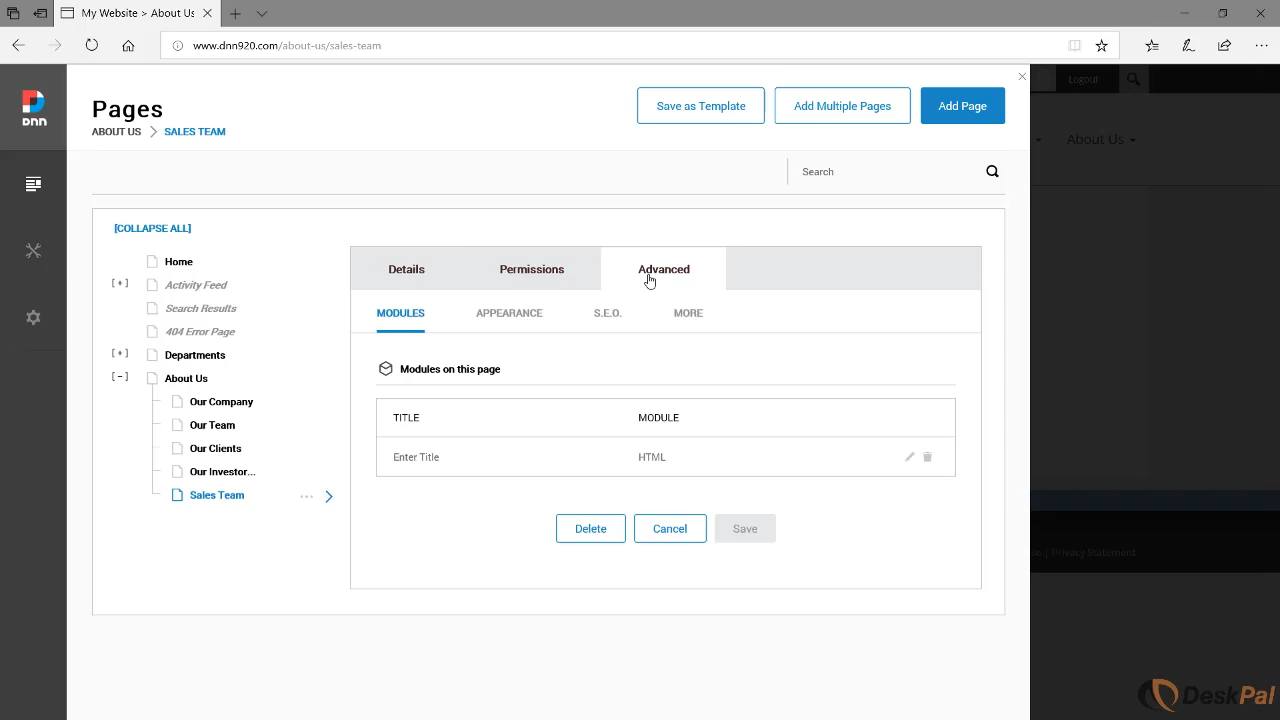 My Website > About Us
www.dnn920.com/about-us/sales-team
Logout
DNN
Pages
Save as Template
Add Multiple Pages
Add Page
ABOUT US > SALES TEAM
About Us
Search
[COLLAPSE ALL]
Home
[+] Activity Feed
Search Results
404 Error Page
[+] Departments
[-] About Us
Our Company
Our Team
Our Clients
Our Investor...
Sales Team
Details
Permissions
Advanced
MODULES
APPEARANCE
S.E.O.
MORE
Modules on this page
TITLE
MODULE
Enter Title
HTML
Delete
Cancel
Save
| Privacy Statement
DeskPal